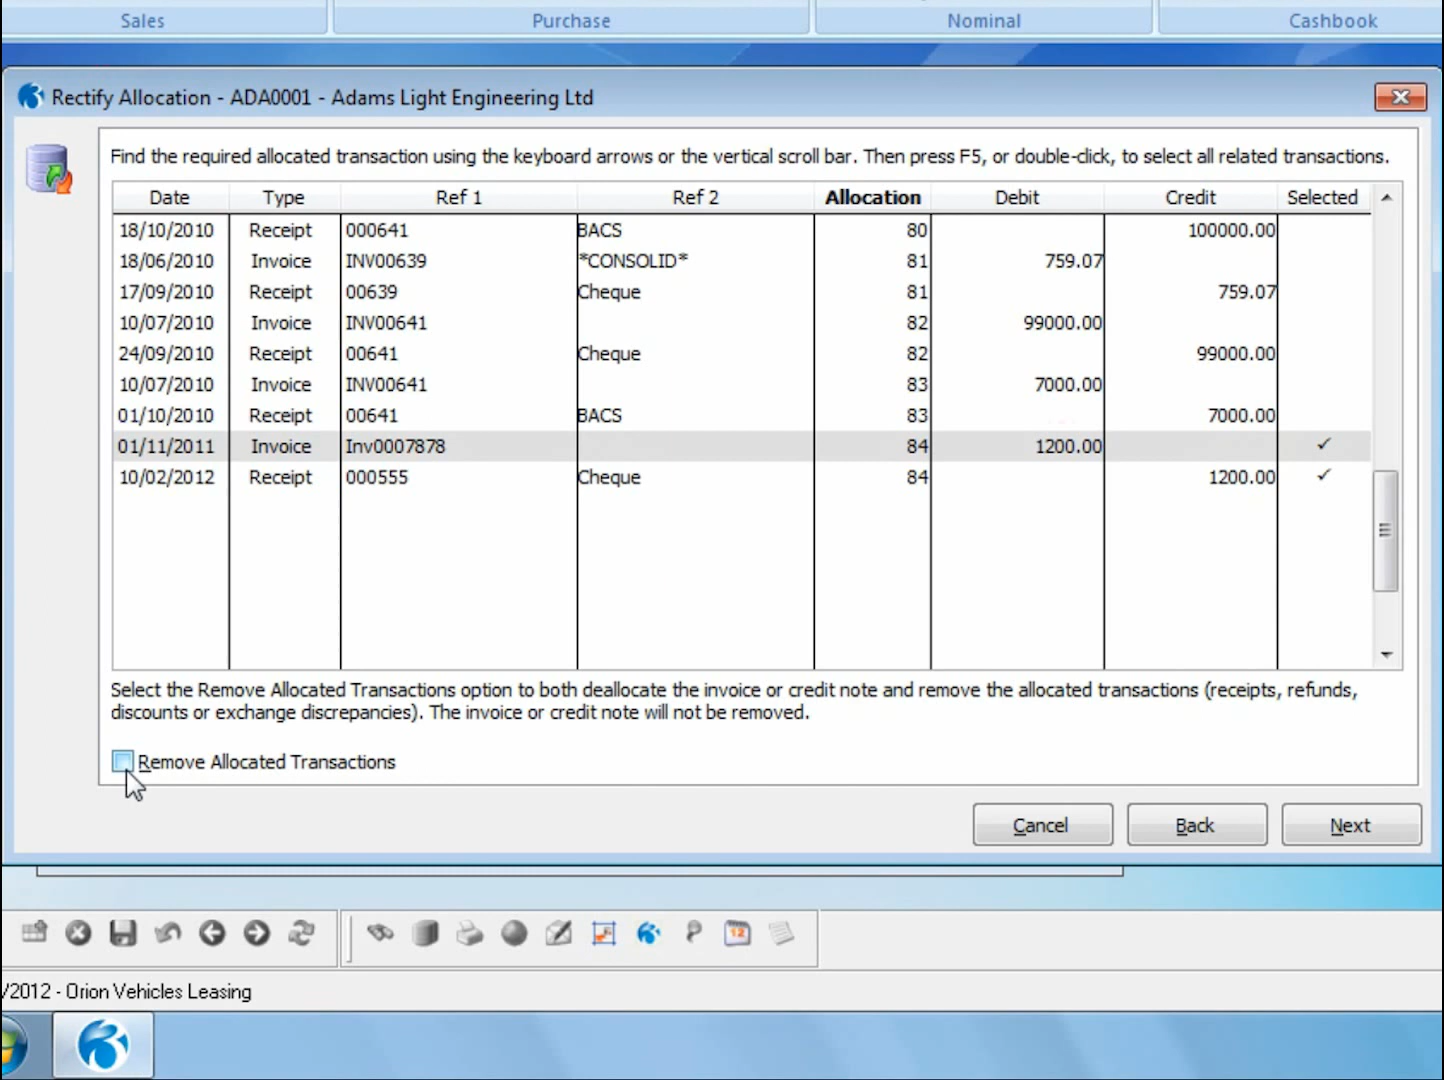 Sales Purchase Nominal Cashbook
Rectify Allocation - ADA0001 - Adams Light Engineering Ltd
Find the required allocated transaction using the keyboard arrows or the vertical scroll bar. Then press F5, or double-click, to select all related transactions.
Date Type Ref 1 Ref 2 Allocation Debit Credit Selected
18/10/2010 Receipt 000641 BACS 80 100000.00
18/06/2010 Invoice INV00639 *CONSOLID* 81 759.07
17/09/2010 Receipt 00639 Cheque 81 759.07
10/07/2010 Invoice INV00641 82 99000.00
24/09/2010 Receipt 00641 Cheque 82 99000.00
10/07/2010 Invoice INV00641 83 7000.00
01/10/2010 Receipt 00641 BACS 83 7000.00
01/11/2011 Invoice Inv0007878 84 1200.00 ✓
10/02/2012 Receipt 000555 Cheque 84 1200.00 ✓
Select the Remove Allocated Transactions option to both deallocate the invoice or credit note and remove the allocated transactions (receipts, refunds,
discounts or exchange discrepancies). The invoice or credit note will not be removed.
Remove Allocated Transactions
Cancel Back Next
12
/2012 - Orion Vehicles Leasing